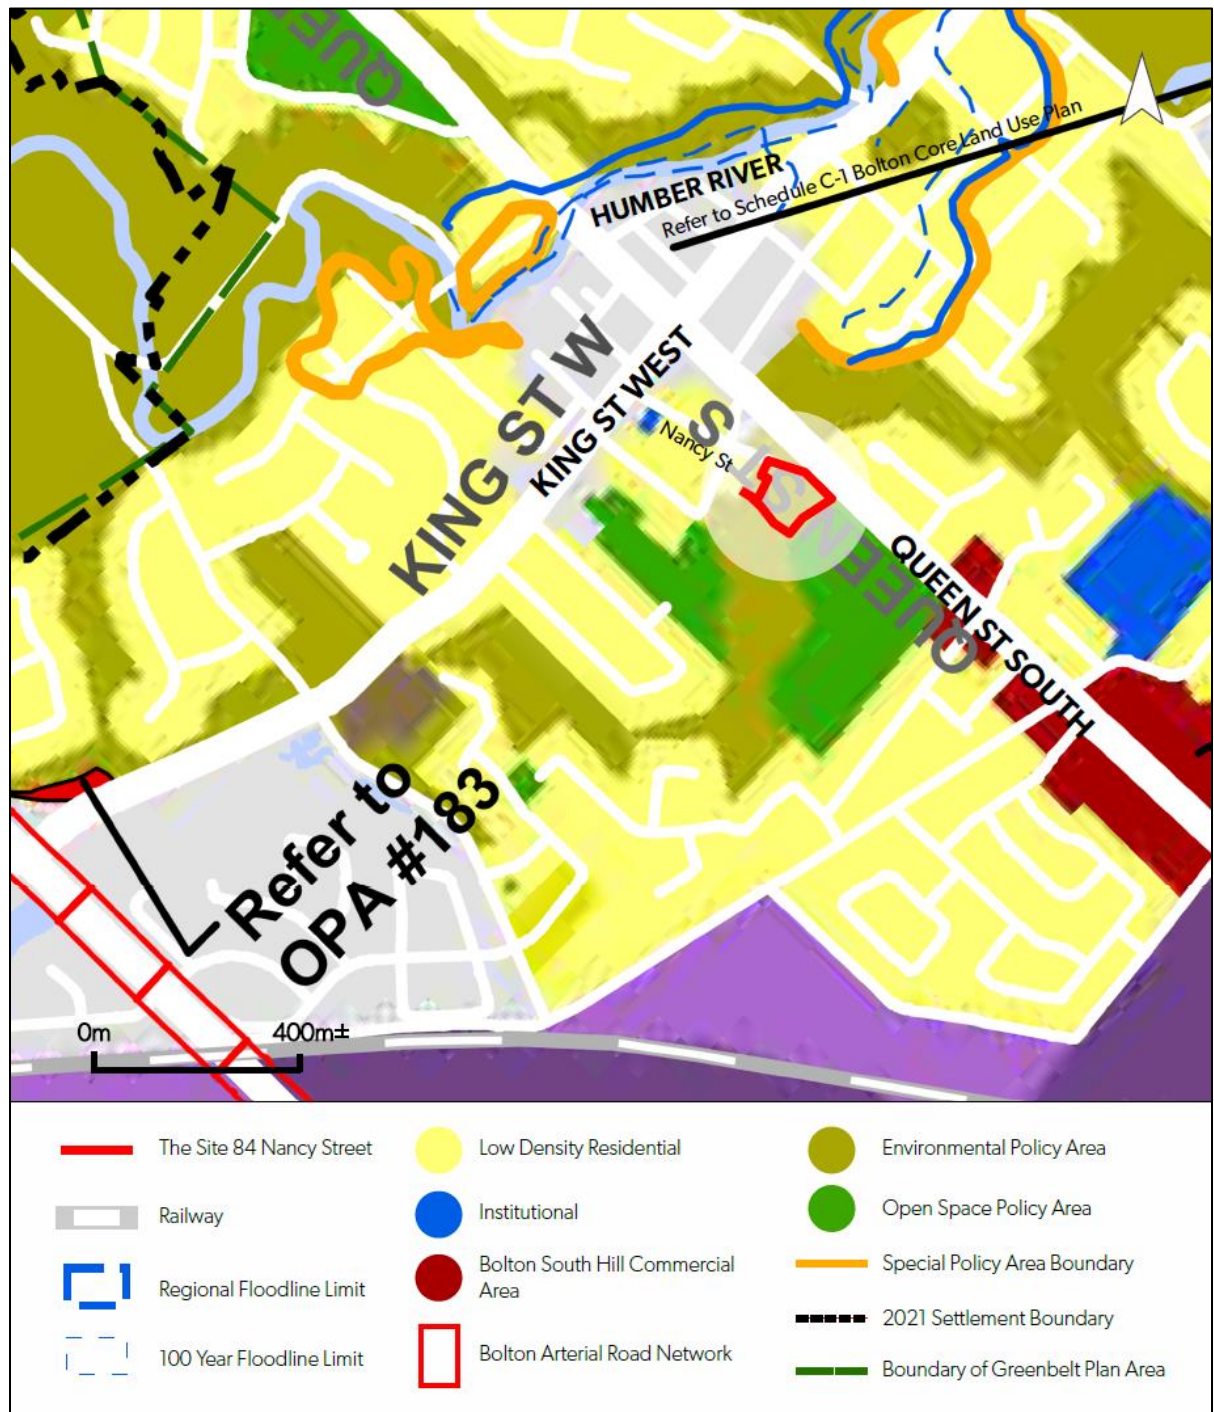 QUE
HUMBER RIVER
Refer to Schedule C-1 Bolton Core Land Use Plan
KING ST W
KING ST WEST
Nancy St
QUEEN ST S
QUEEN ST SOUTH
Refer to
OPA #183
0m 400m±
The Site 84 Nancy Street
Railway
Regional Floodline Limit
100 Year Floodline Limit
Low Density Residential
Institutional
Bolton South Hill Commercial
Area
Bolton Arterial Road Network
Environmental Policy Area
Open Space Policy Area
Special Policy Area Boundary
2021 Settlement Boundary
Boundary of Greenbelt Plan Area